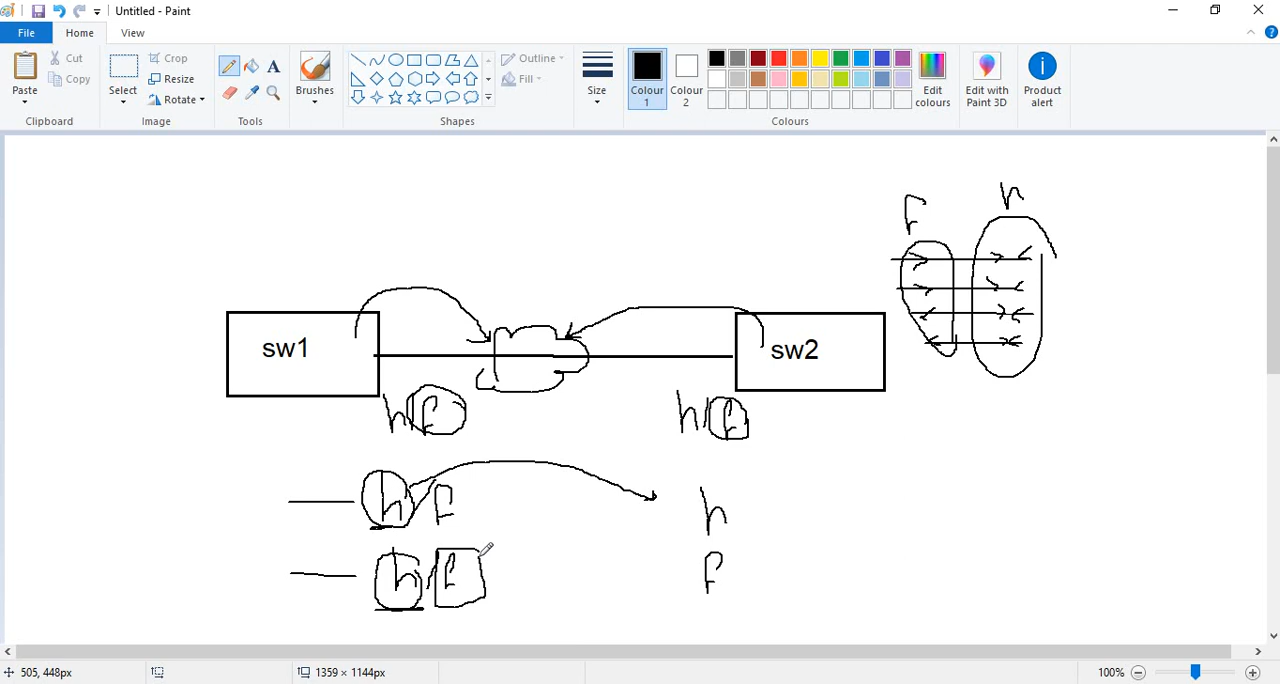 Untitled - Paint
File Home View
Paste
Cut
Copy
Clipboard
Select
Crop
Resize
Rotate
Image
A
Tools
Brushes
Outline
Fill
Shapes
Size
Colour 1
Colour 2
Edit colours
Edit with Paint 3D
Product alert
Colours
F h
sw1 sw2
h/F h/F
h/F h
h/F F
505, 448px 1359 × 1144px 100%